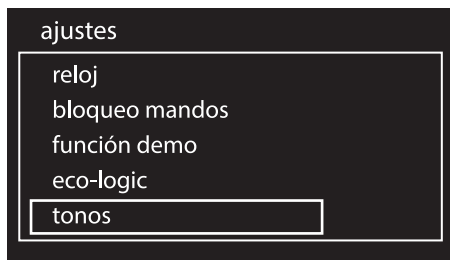 ajustes
reloj
bloqueo mandos
función demo
eco-logic
tonos